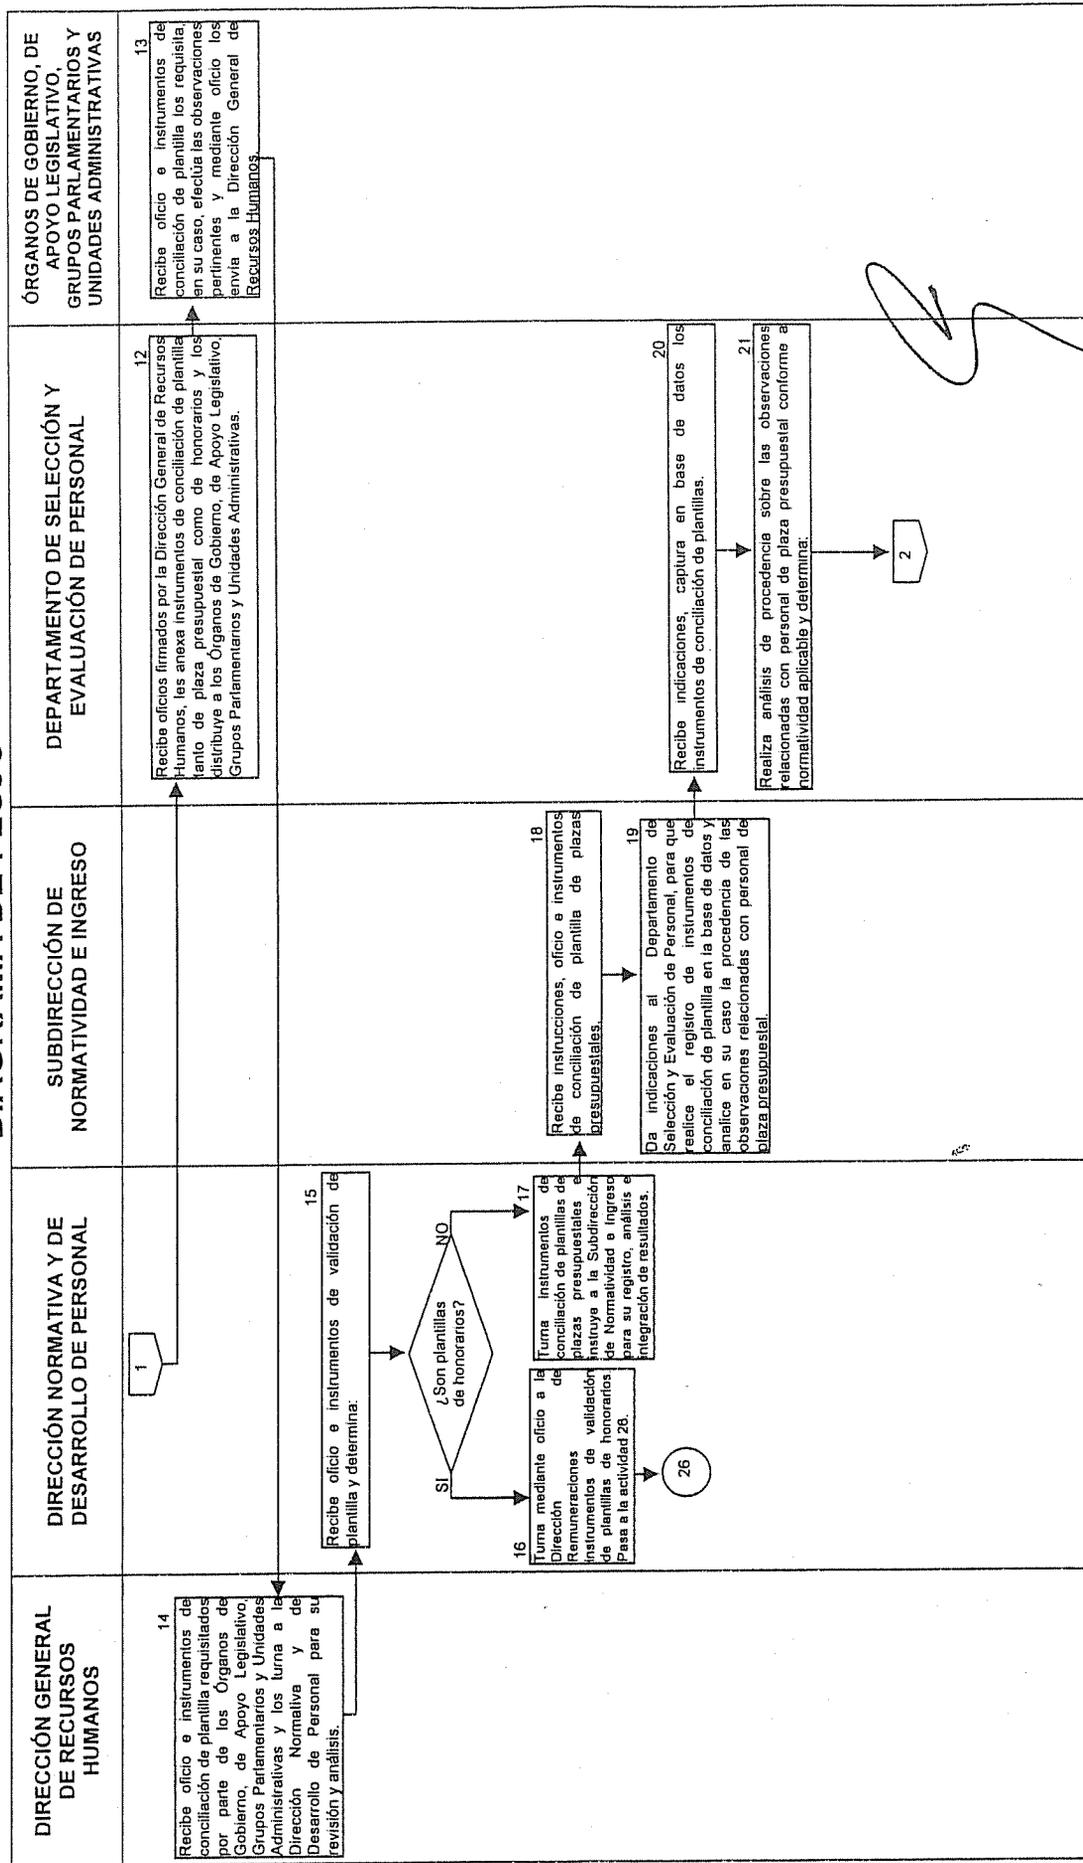 DIAGRAMA DE FLUJO
DIRECCIÓN GENERAL
DE RECURSOS
HUMANOS
DIRECCIÓN NORMATIVA Y DE
DESARROLLO DE PERSONAL
SUBDIRECCIÓN DE
NORMATIVIDAD E INGRESO
DEPARTAMENTO DE SELECCIÓN Y
EVALUACIÓN DE PERSONAL
ÓRGANOS DE GOBIERNO, DE
APOYO LEGISLATIVO,
GRUPOS PARLAMENTARIOS Y
UNIDADES ADMINISTRATIVAS
1
12
Recibe oficios firmados por la Dirección General de Recursos
Humanos, les anexa instrumentos de conciliación de plantilla
tanto de plaza presupuestal como de honorarios y los
distribuye a los Órganos de Gobierno, de Apoyo Legislativo,
Grupos Parlamentarios y Unidades Administrativas.
13
Recibe oficio e instrumentos de
conciliación de plantilla los requisita,
en su caso, efectúa las observaciones
pertinentes y mediante oficio los
envía a la Dirección General de
Recursos Humanos.
14
Recibe oficio e instrumentos de
conciliación de plantilla requisitados
por parte de los Órganos de
Gobierno, de Apoyo Legislativo,
Grupos Parlamentarios y Unidades
Administrativas y los turna a la
Dirección Normativa y de
Desarrollo de Personal para su
revisión y análisis.
15
Recibe oficio e instrumentos de validación de
plantilla y determina:
¿Son plantillas
de honorarios?
SI
NO
16
Turna mediante oficio a la
Dirección de
Remuneraciones
instrumentos de validación
de plantillas de honorarios.
Pasa a la actividad 26.
26
17
Turna instrumentos de
conciliación de plantillas de
plazas presupuestales e
instruye a la Subdirección
de Normatividad e Ingreso
para su registro, análisis e
integración de resultados.
18
Recibe instrucciones, oficio e instrumentos
de conciliación de plantilla de plazas
presupuestales.
19
Da indicaciones al Departamento de
Selección y Evaluación de Personal, para que
realice el registro de instrumentos de
conciliación de plantilla en la base de datos y
analice en su caso la procedencia de las
observaciones relacionadas con personal de
plaza presupuestal.
20
Recibe indicaciones, captura en base de datos los
instrumentos de conciliación de plantillas.
21
Realiza análisis de procedencia sobre las observaciones
relacionadas con personal de plaza presupuestal conforme a
normatividad aplicable y determina:
2